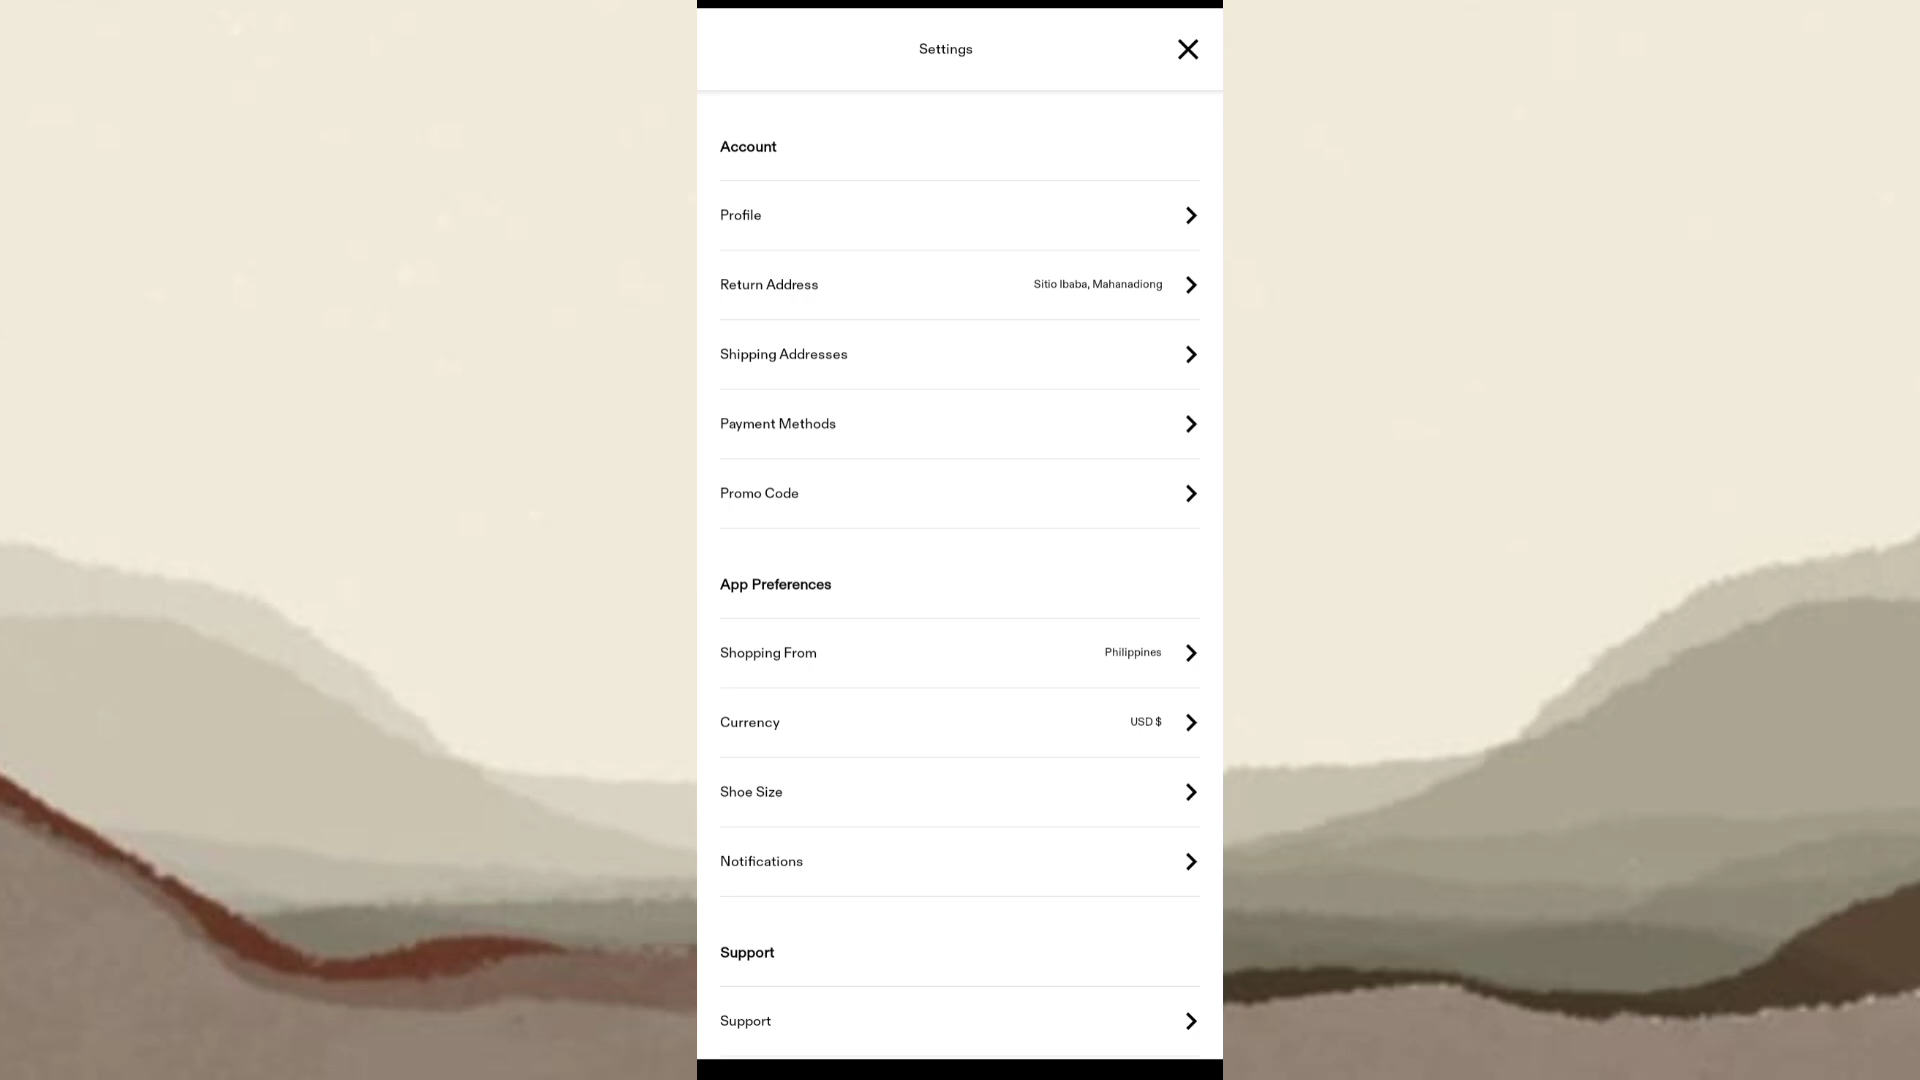 Settings
Account
Profile
Return Address Sitio Ibaba, Mahanadiong
Shipping Addresses
Payment Methods
Promo Code
App Preferences
Shopping From Philippines
Currency USD $
Shoe Size
Notifications
Support
Support